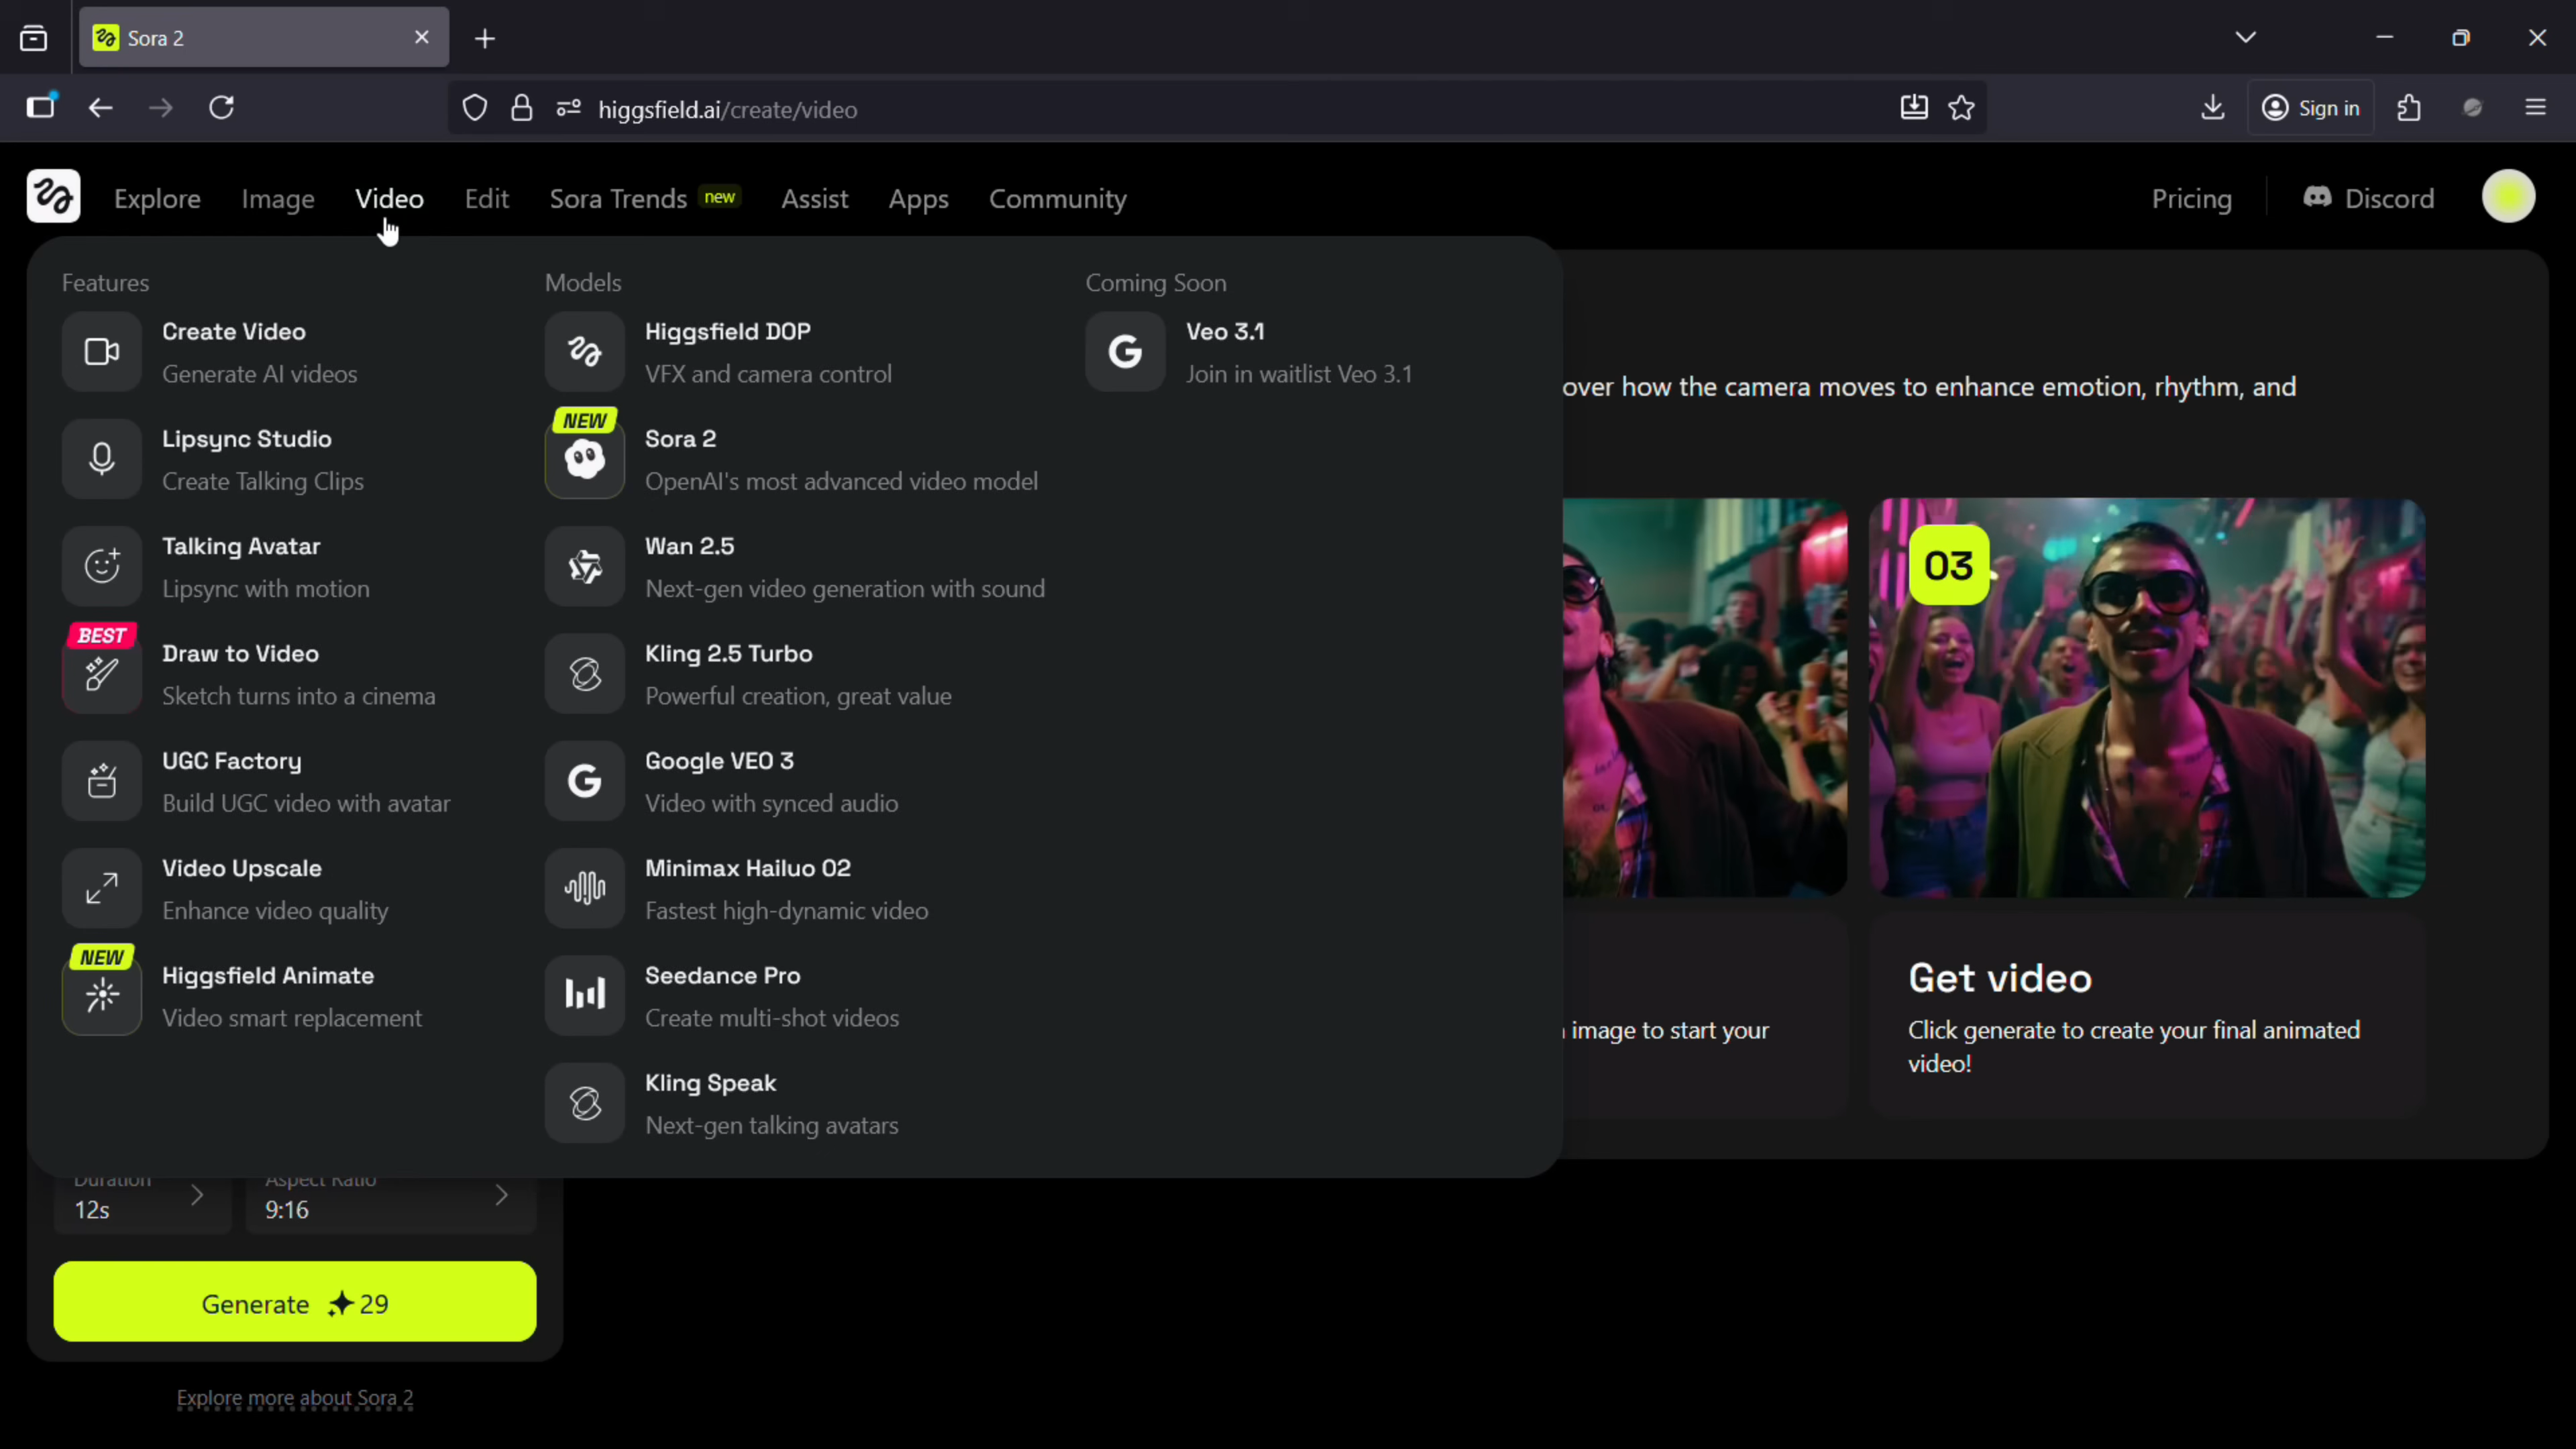 Sora 2
higgsfield.ai/create/video
Sign in
Explore
Image
Video
Edit
Sora Trends new
Assist
Apps
Community
Pricing
Discord
Features
Create Video
Generate AI videos
Lipsync Studio
Create Talking Clips
Talking Avatar
Lipsync with motion
BEST
Draw to Video
Sketch turns into a cinema
UGC Factory
Build UGC video with avatar
Video Upscale
Enhance video quality
NEW
Higgsfield Animate
Video smart replacement
Models
Higgsfield DOP
VFX and camera control
NEW
Sora 2
OpenAI's most advanced video model
Wan 2.5
Next-gen video generation with sound
Kling 2.5 Turbo
Powerful creation, great value
Google VEO 3
Video with synced audio
Minimax Hailuo 02
Fastest high-dynamic video
Seedance Pro
Create multi-shot videos
Kling Speak
Next-gen talking avatars
Coming Soon
Veo 3.1
Join in waitlist Veo 3.1
over how the camera moves to enhance emotion, rhythm, and
03
image to start your
Get video
Click generate to create your final animated
video!
Duration
12s
Aspect Ratio
9:16
Generate 29
Explore more about Sora 2